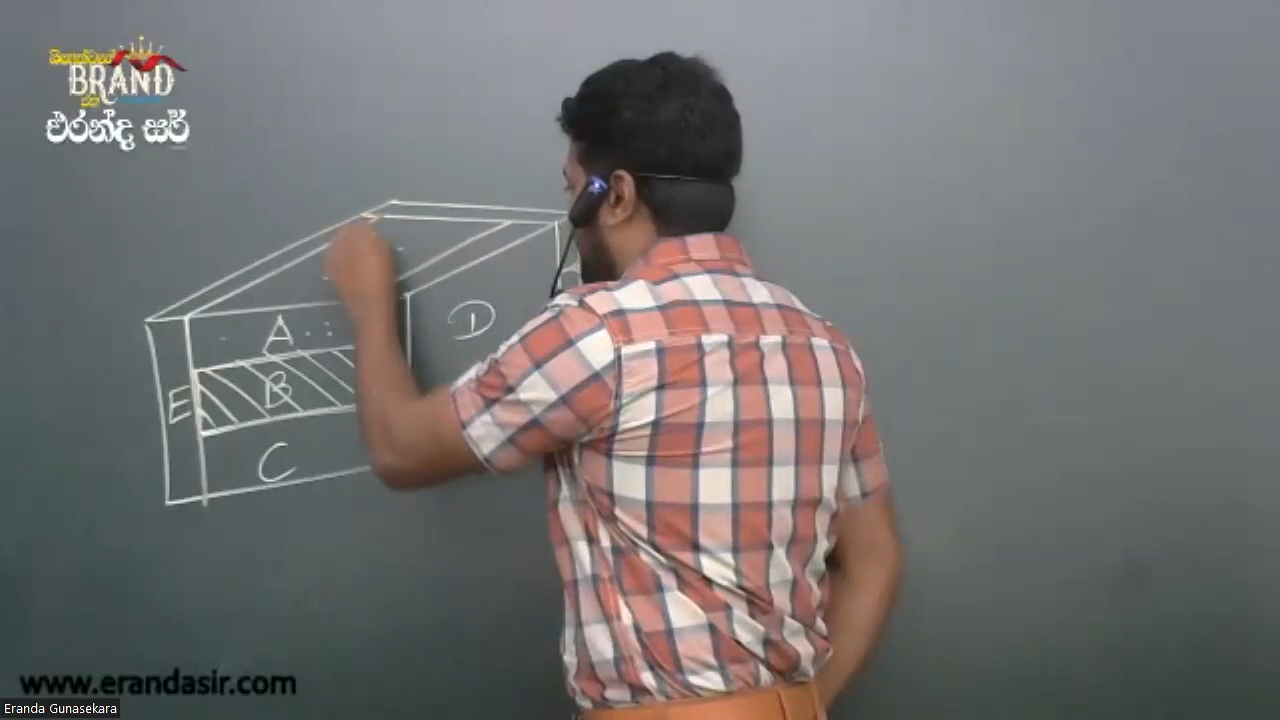 BRAND
එරන්ද සර්
A
D
B
E
C
www.erandasir.com
Eranda Gunasekara